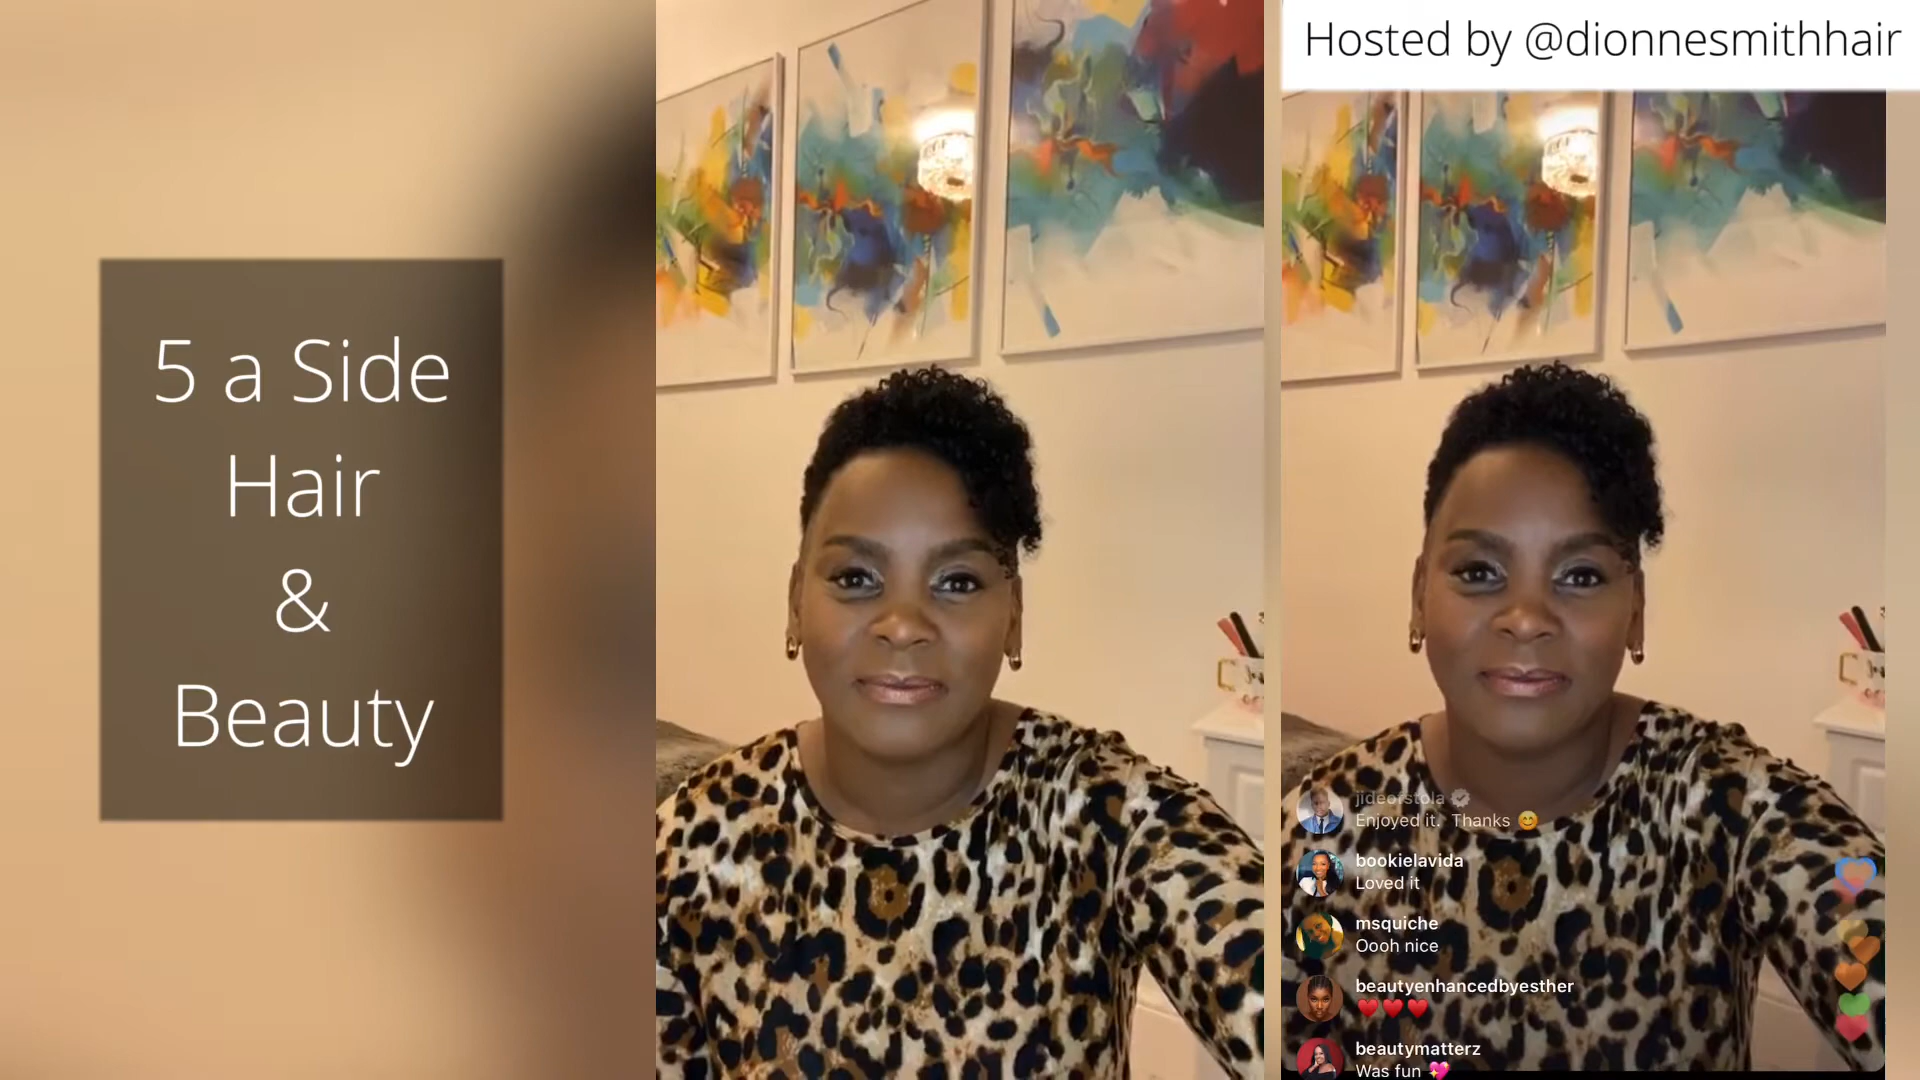 5 a Side
Hair
&
Beauty
Hosted by @dionnesmithhair
jideofstola
Enjoyed it. Thanks 😊
bookielavida
Loved it
msquiche
Oooh nice
beautyenhancedbyesther
❤️❤️❤️
beautymatterz
Was fun 💖